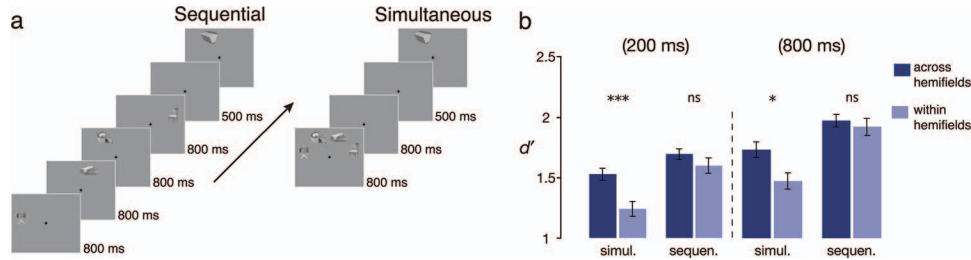 a
Sequential
Simultaneous
500 ms
800 ms
800 ms
800 ms
800 ms
500 ms
800 ms
800 ms
b
(200 ms)
(800 ms)
across
hemifields
within
hemifields
2.5
2
1.5
1
d′
***
ns
*
ns
simul.
sequen.
simul.
sequen.